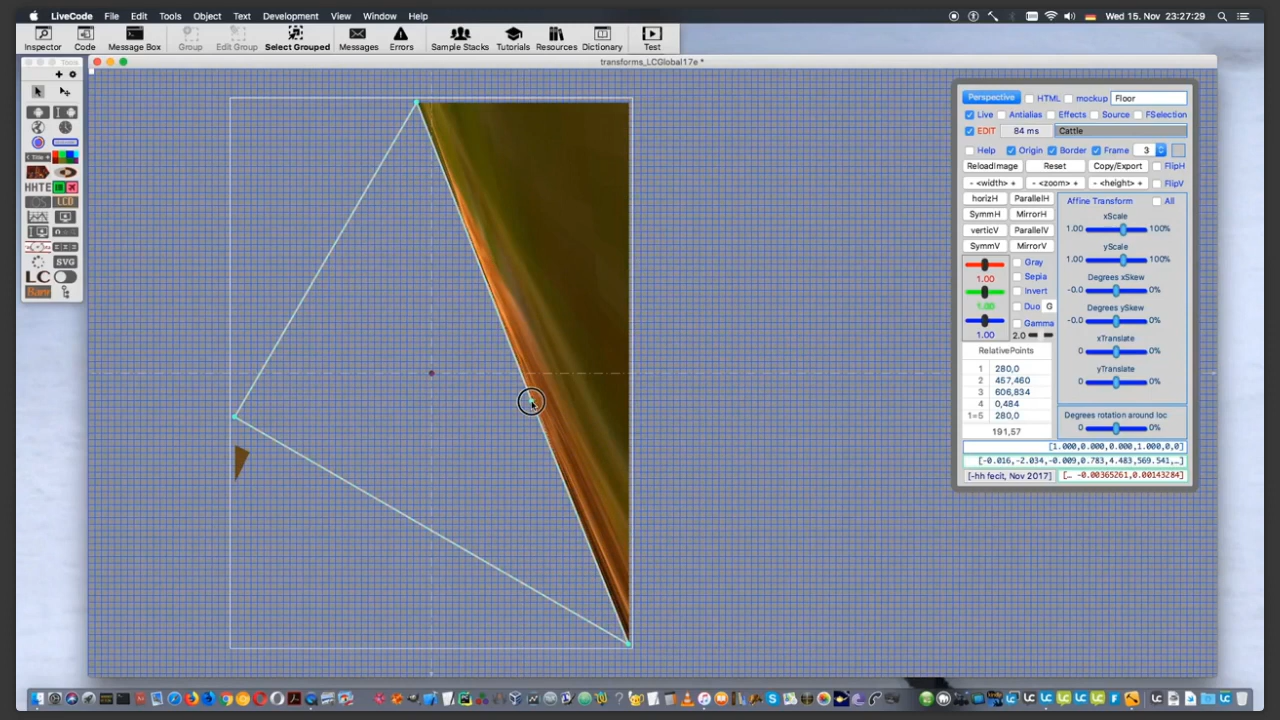 LiveCode File Edit Tools Object Text Development View Window Help
Wed 15. Nov 23:27:29
Inspector Code Message Box Group Edit Group Select Grouped Messages Errors Sample Stacks Tutorials Resources Dictionary Test
transforms_LCGlobal17e *
Tools
Title
HHTE
LCD
SVG
LC
Barn
Perspective HTML mockup Floor
Live Antialias Effects Source FSelection
EDIT 84 ms Cattle
Help Origin Border Frame 3
ReloadImage Reset Copy/Export FlipH
- <width> + - <zoom> + - <height> + FlipV
horizH ParallelH Affine Transform All
SymmH MirrorH xScale
verticV ParallelV 1.00 100%
SymmV MirrorV yScale
1.00 100%
Gray
1.00 Sepia
Degrees xSkew
Invert -0.0 0%
1.00 Duo G
Degrees ySkew
Gamma -0.0 0%
1.00 2.0
RelativePoints
xTranslate
0 0%
yTranslate
0 0%
1 280,0
2 457,460
3 606,834
4 0,484
1=5 280,0
191,57
Degrees rotation around loc
0 0%
[1.000,0.000,0.000,1.000,0,0]
[-0.016,-2.034,-0.009,0.783,4.483,569.541,…]
[-hh fecit, Nov 2017] [… -0.00365261,0.00143284]